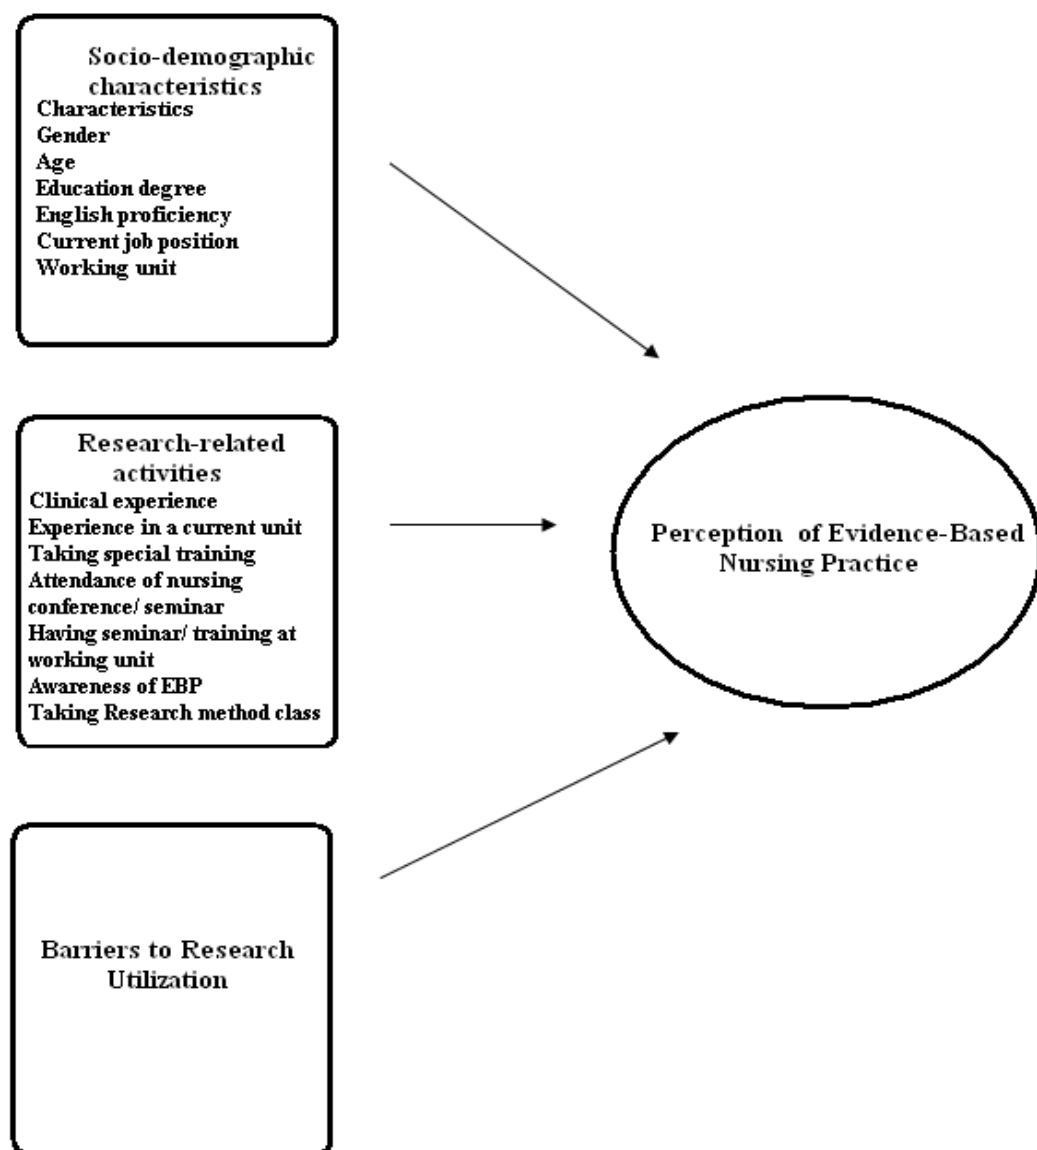 Socio-demographic
characteristics
Characteristics
Gender
Age
Education degree
English proficiency
Current job position
Working unit
Research-related
activities
Clinical experience
Experience in a current unit
Taking special training
Attendance of nursing
conference/ seminar
Having seminar/ training at
working unit
Awareness of EBP
Taking Research method class
Barriers to Research
Utilization
Perception of Evidence-Based
Nursing Practice